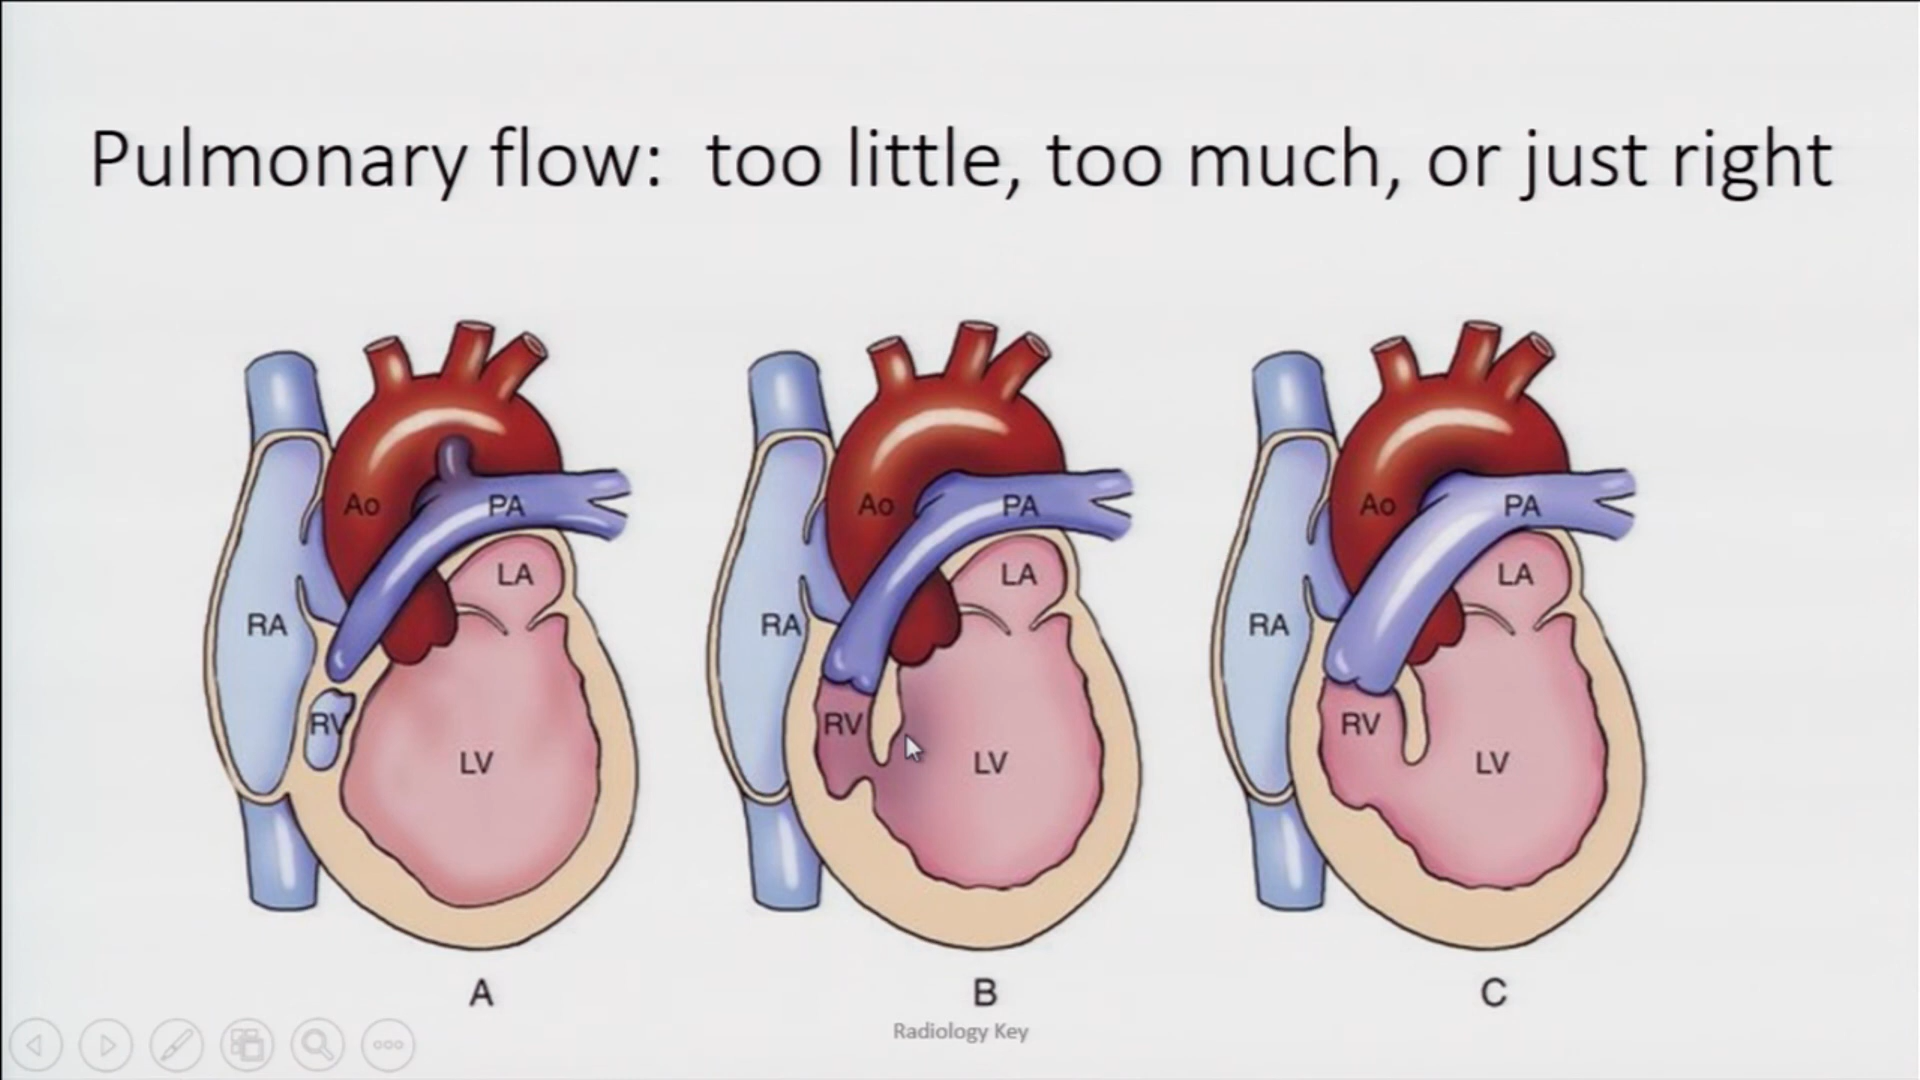 Pulmonary flow: too little, too much, or just right
Ao
PA
LA
RA
RV
LV
A
Ao
PA
LA
RA
RV
LV
B
Ao
PA
LA
RA
RV
LV
C
Radiology Key